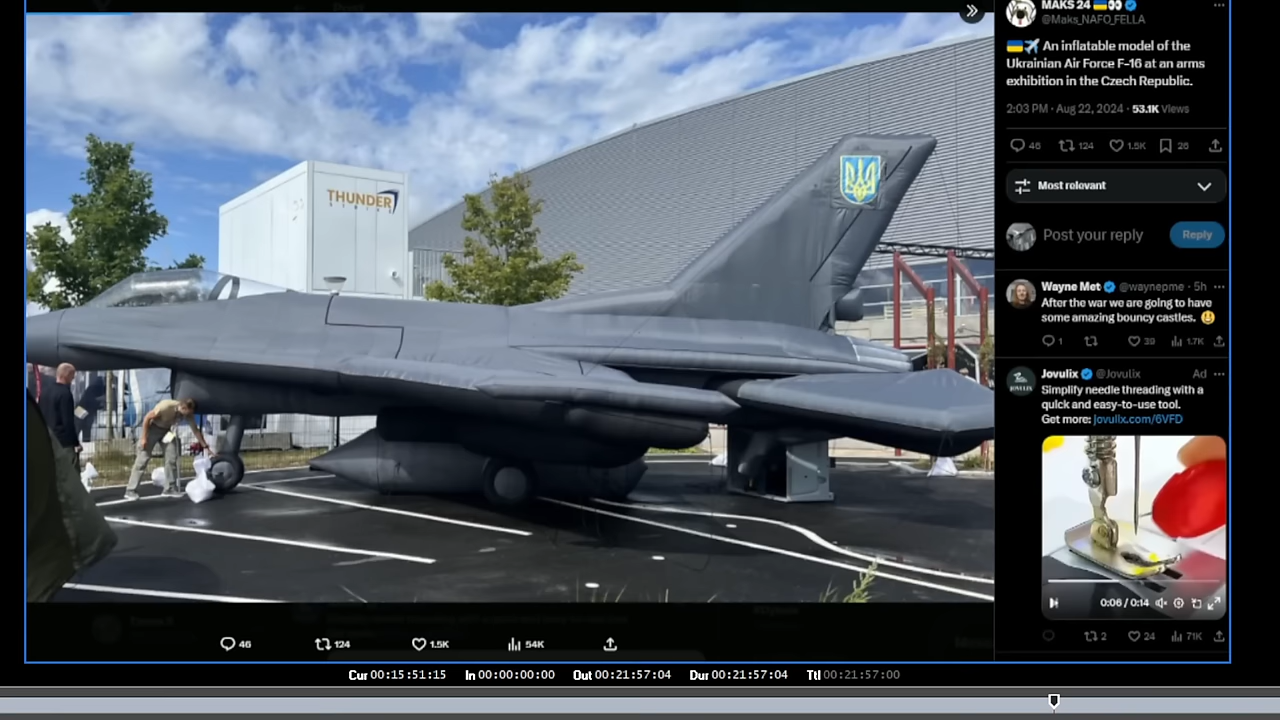 MAKS 24
@Maks_NAFO_FELLA
An inflatable model of the
Ukrainian Air Force F-16 at an arms
exhibition in the Czech Republic.
2:03 PM · Aug 22, 2024 · 53.1K Views
46 124 1.5K 26
Most relevant
Post your reply
Reply
Wayne Met @waynepme · 5h
After the war we are going to have
some amazing bouncy castles.
1 39 1.7K
Jovulix @Jovulix Ad
Simplify needle threading with a
quick and easy-to-use tool.
Get more: jovulix.com/6VFD
0:06 / 0:14
2 24 71K
THUNDER
46 124 1.5K 54K
Cur 00:15:51:15 In 00:00:00:00 Out 00:21:57:04 Dur 00:21:57:04 Ttl 00:21:57:00